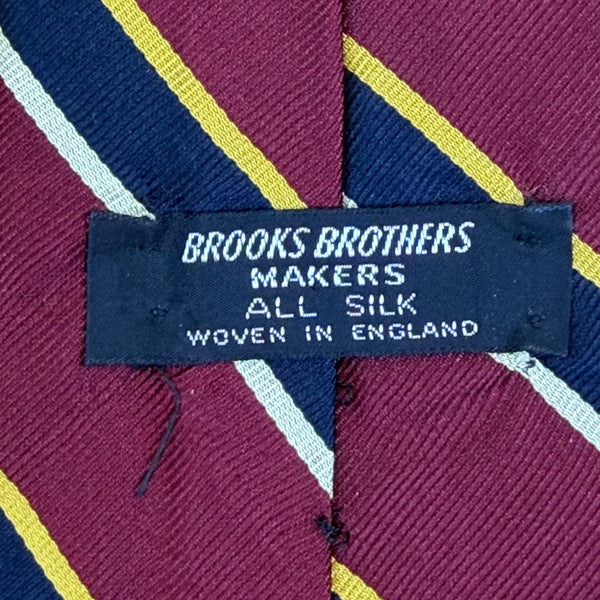 BROOKS BROTHERS
MAKERS
ALL SILK
WOVEN IN ENGLAND